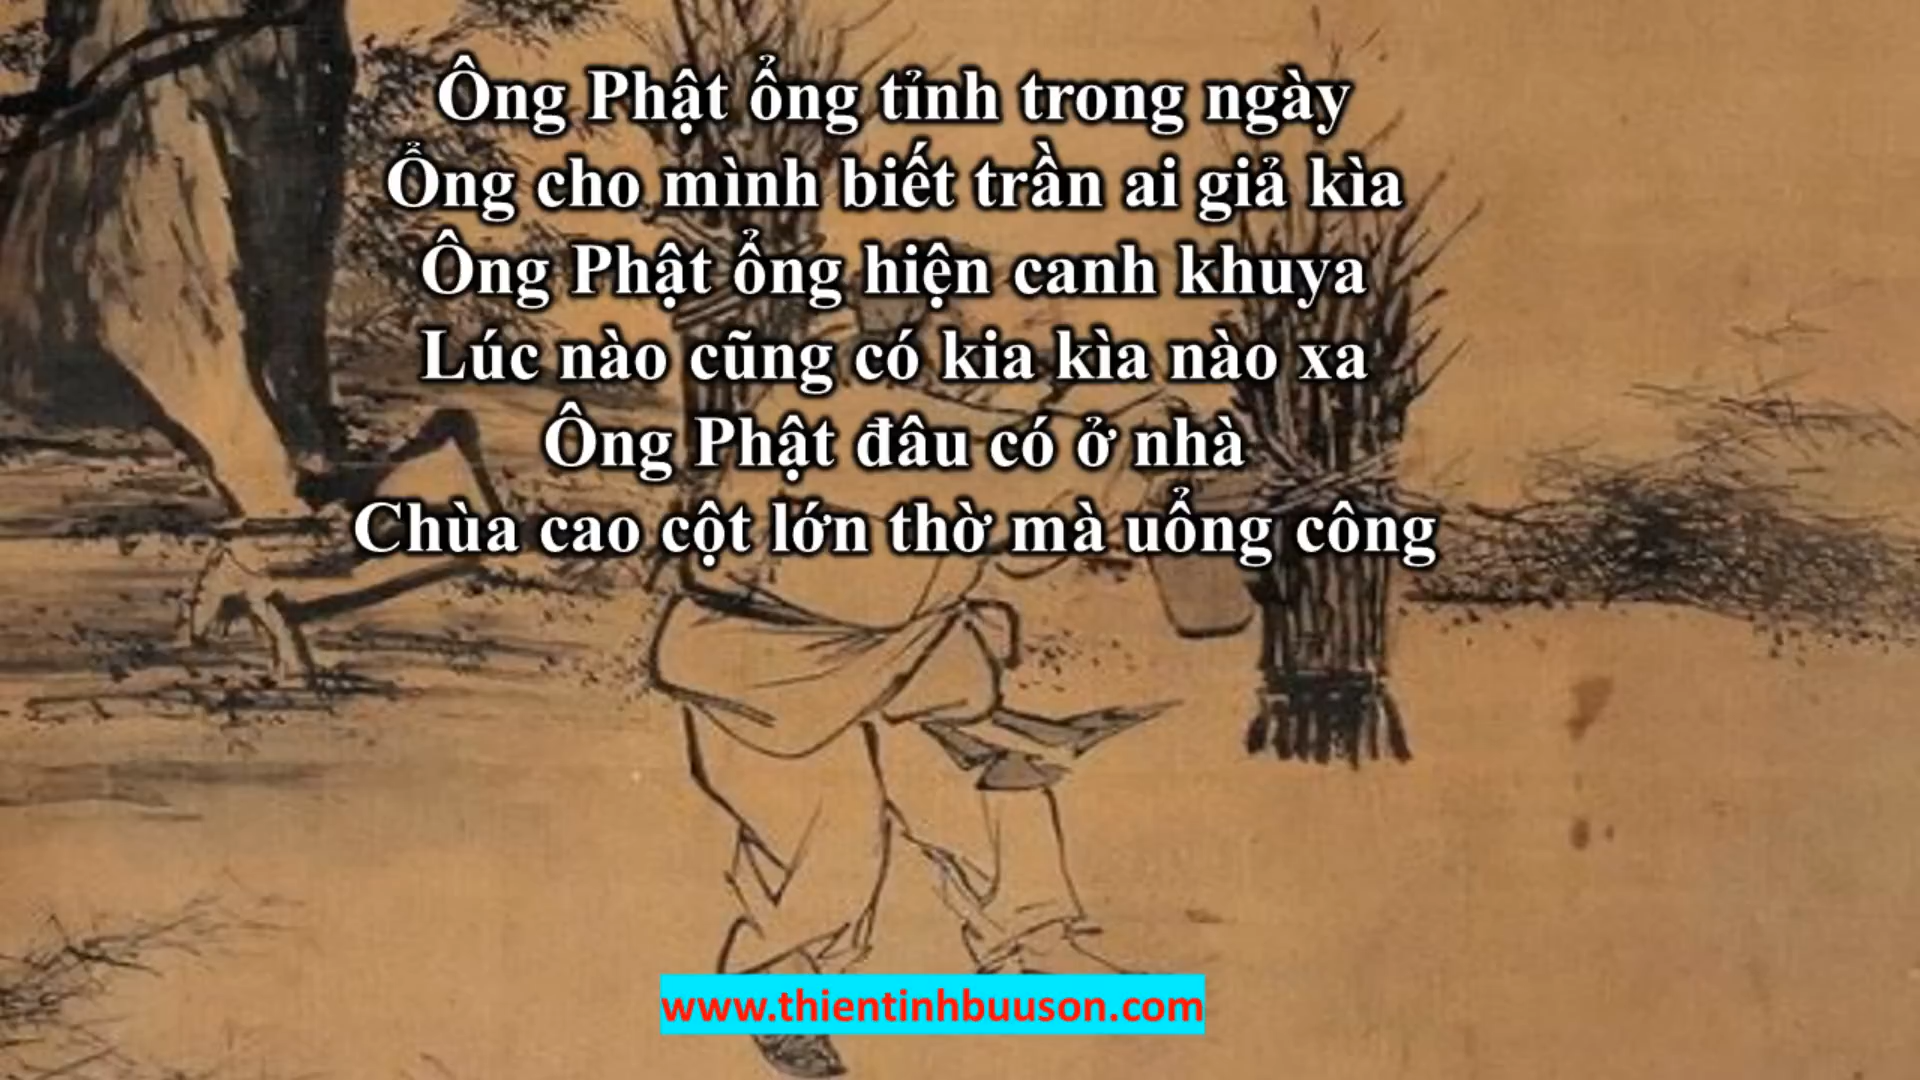 Ông Phật ổng tỉnh trong ngày
Ổng cho mình biết trần ai giả kìa
Ông Phật ổng hiện canh khuya
Lúc nào cũng có kia kìa nào xa
Ông Phật đâu có ở nhà
Chùa cao cột lớn thờ mà uổng công
www.thientinhbuuson.com